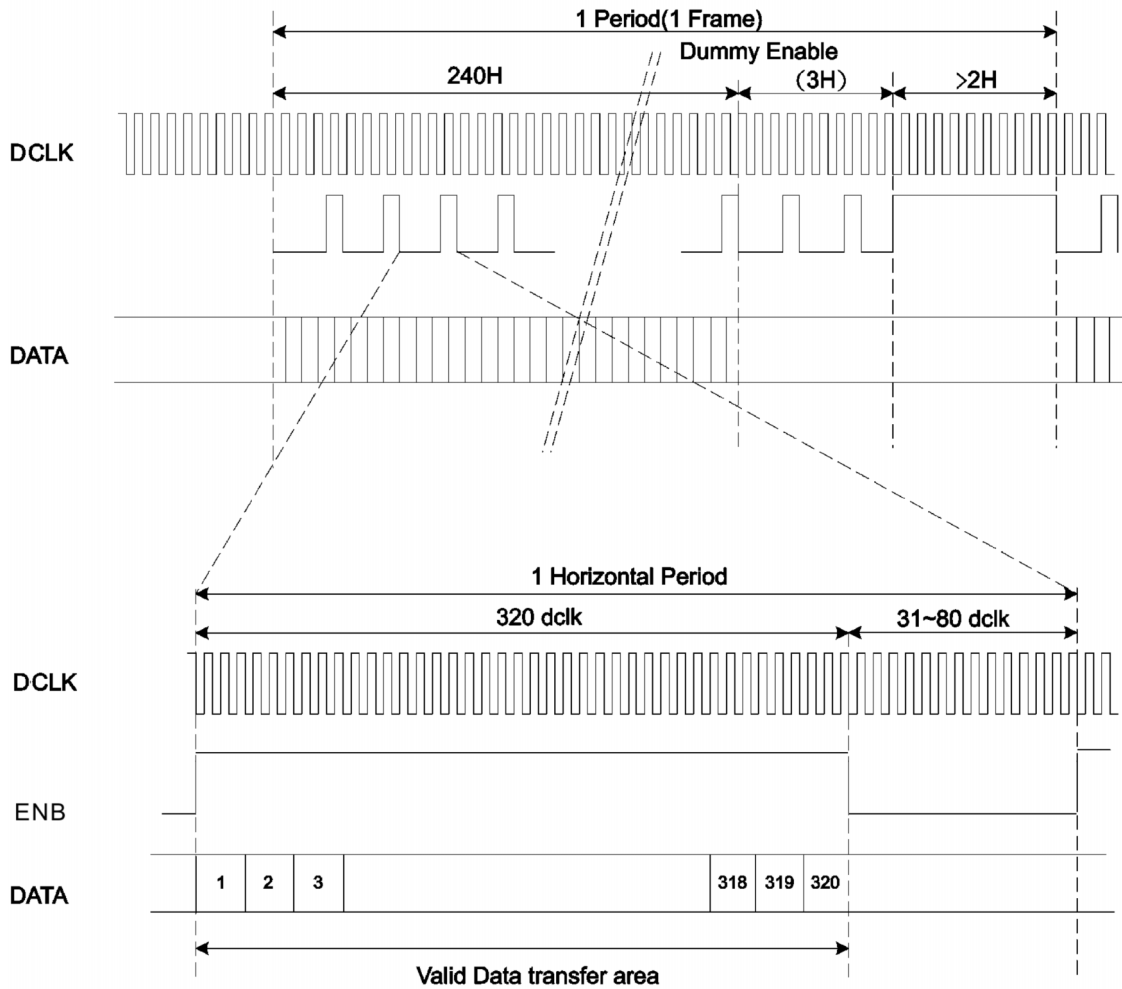 1 Period(1 Frame)
Dummy Enable
240H
(3H)
>2H
DCLK
DATA
1 Horizontal Period
320 dclk
31~80 dclk
DCLK
ENB
DATA
1
2
3
318
319
320
Valid Data transfer area